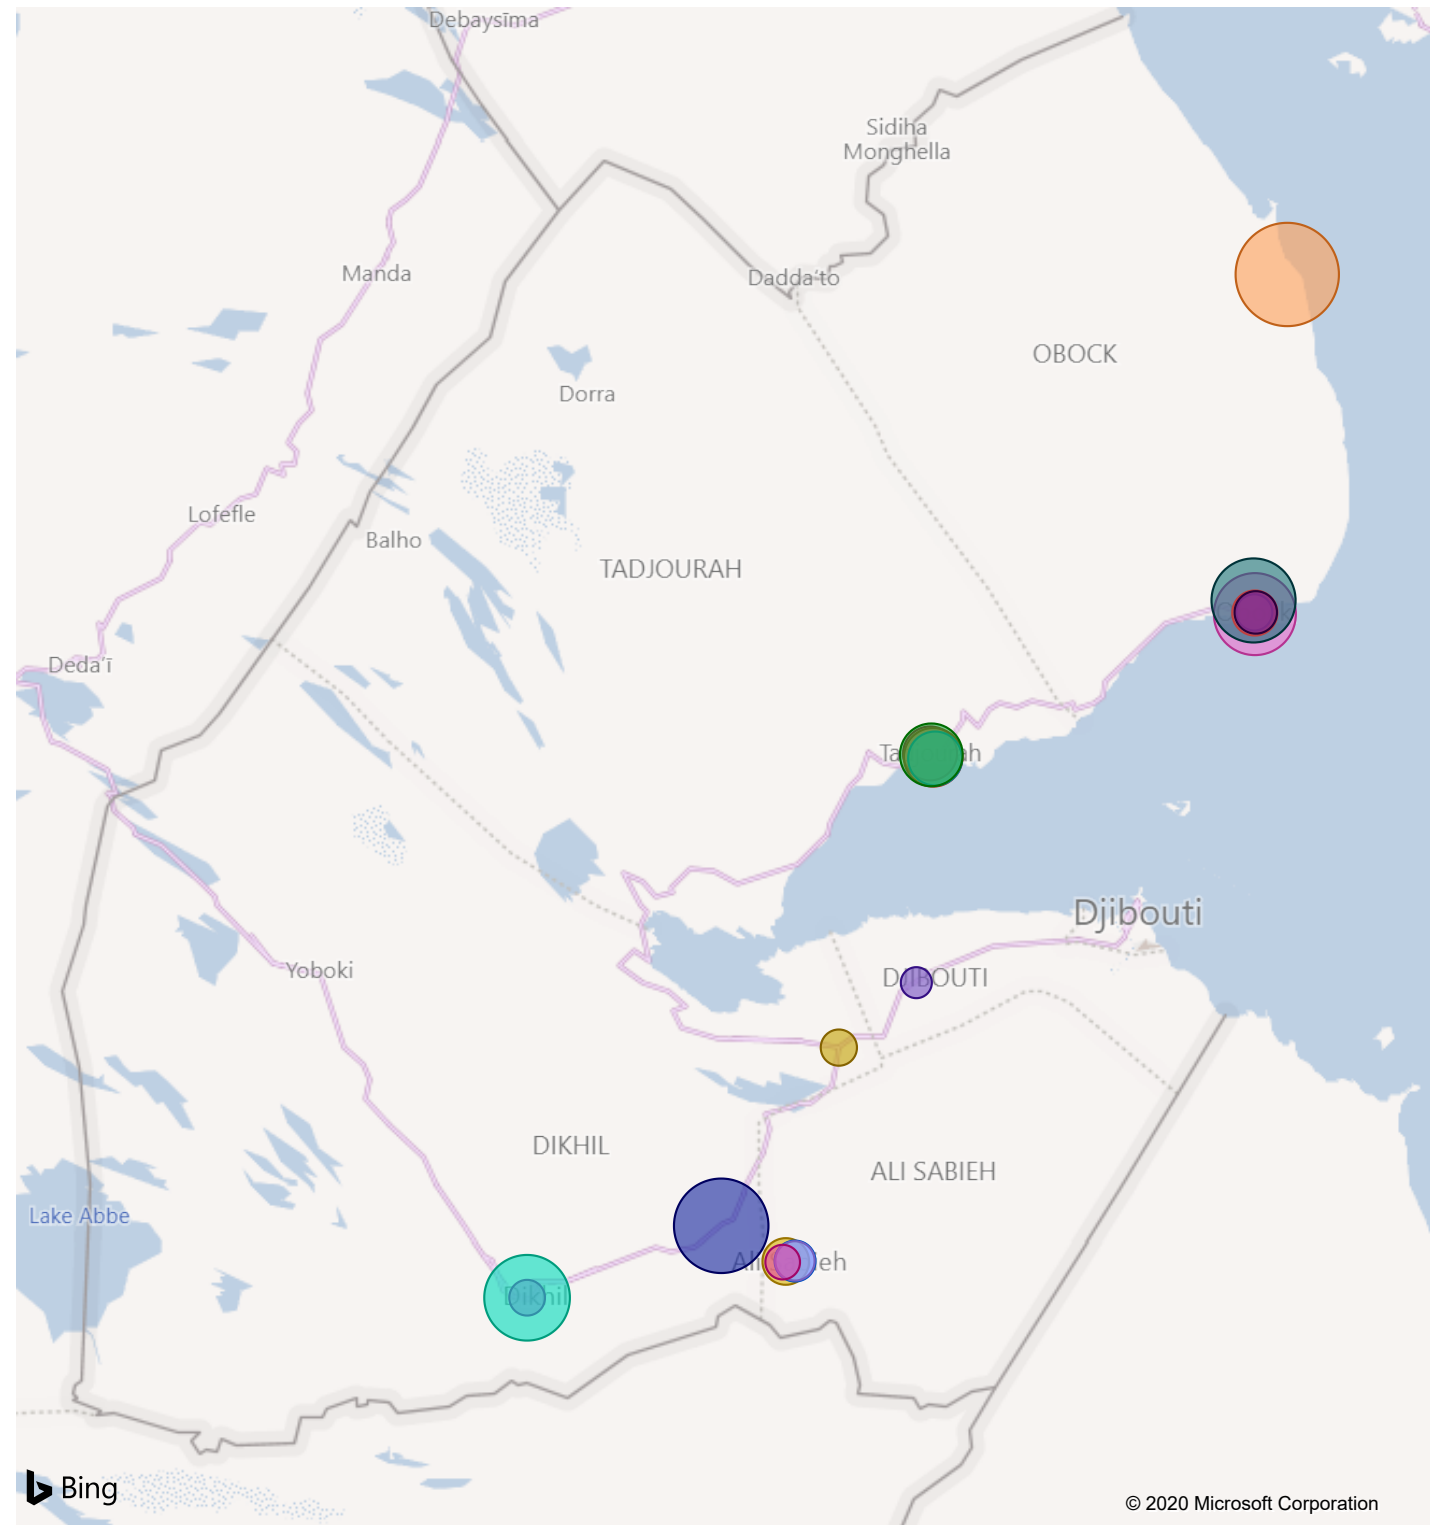 Debaysīma
Sidiha
Monghella
Manda
Dadda‘to
OBOCK
Dorra
Lofefle
Balho
TADJOURAH
Deda‘ī
Djibouti
Yoboki
DJIBOUTI
DIKHIL
ALI SABIEH
Lake Abbe
Dikhil
Bing
© 2020 Microsoft Corporation